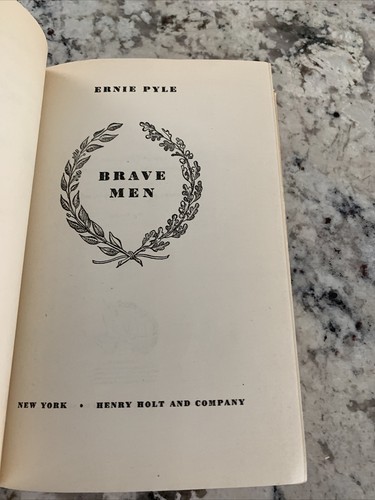 ERNIE PYLE
BRAVE
MEN
NEW YORK • HENRY HOLT AND COMPANY